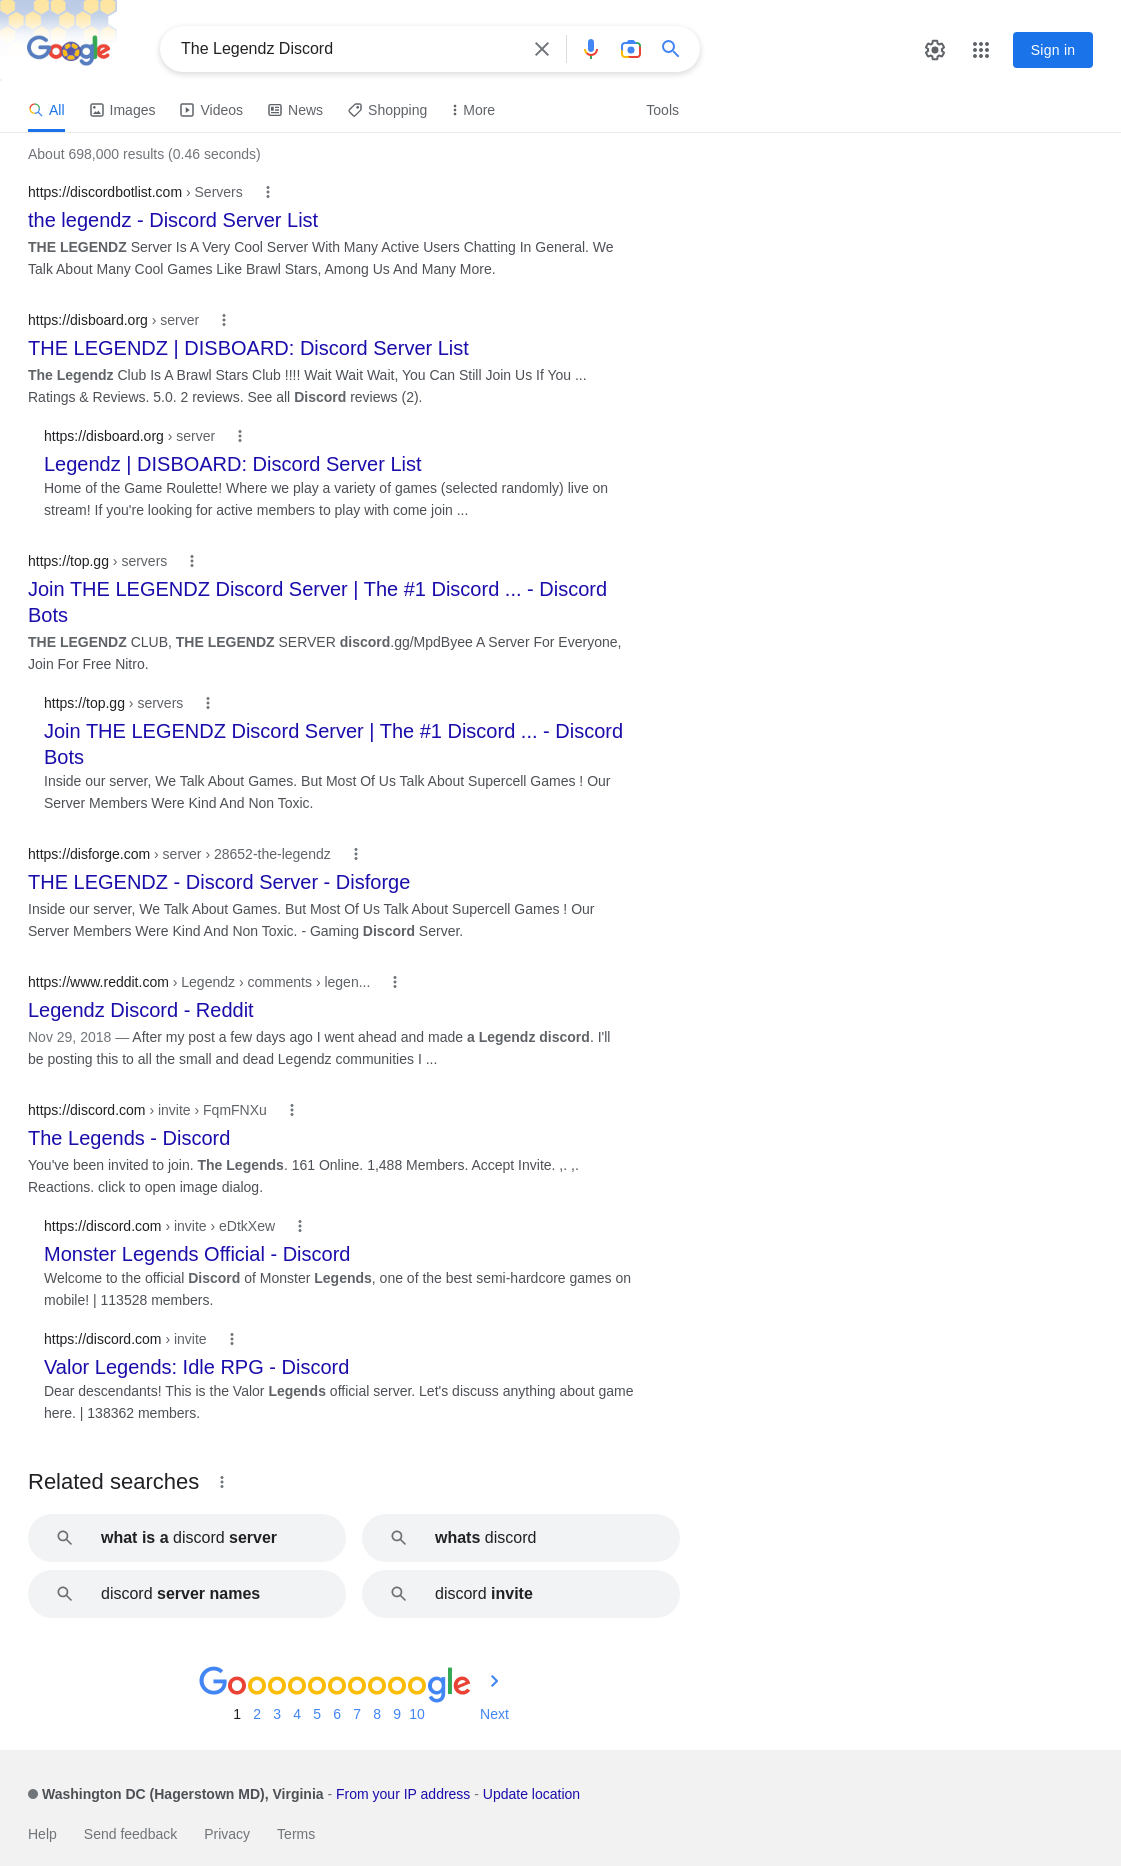 Google
The Legendz Discord
Sign in
All
Images
Videos
News
Shopping
More
Tools
About 698,000 results (0.46 seconds)
https://discordbotlist.com › Servers
the legendz - Discord Server List
THE LEGENDZ Server Is A Very Cool Server With Many Active Users Chatting In General. We
Talk About Many Cool Games Like Brawl Stars, Among Us And Many More.
https://disboard.org › server
THE LEGENDZ | DISBOARD: Discord Server List
The Legendz Club Is A Brawl Stars Club !!!! Wait Wait Wait, You Can Still Join Us If You ...
Ratings & Reviews. 5.0. 2 reviews. See all Discord reviews (2).
https://disboard.org › server
Legendz | DISBOARD: Discord Server List
Home of the Game Roulette! Where we play a variety of games (selected randomly) live on
stream! If you're looking for active members to play with come join ...
https://top.gg › servers
Join THE LEGENDZ Discord Server | The #1 Discord ... - Discord
Bots
THE LEGENDZ CLUB, THE LEGENDZ SERVER discord.gg/MpdByee A Server For Everyone,
Join For Free Nitro.
https://top.gg › servers
Join THE LEGENDZ Discord Server | The #1 Discord ... - Discord
Bots
Inside our server, We Talk About Games. But Most Of Us Talk About Supercell Games ! Our
Server Members Were Kind And Non Toxic.
https://disforge.com › server › 28652-the-legendz
THE LEGENDZ - Discord Server - Disforge
Inside our server, We Talk About Games. But Most Of Us Talk About Supercell Games ! Our
Server Members Were Kind And Non Toxic. - Gaming Discord Server.
https://www.reddit.com › Legendz › comments › legen...
Legendz Discord - Reddit
Nov 29, 2018 — After my post a few days ago I went ahead and made a Legendz discord. I'll
be posting this to all the small and dead Legendz communities I ...
https://discord.com › invite › FqmFNXu
The Legends - Discord
You've been invited to join. The Legends. 161 Online. 1,488 Members. Accept Invite. ,. ,.
Reactions. click to open image dialog.
https://discord.com › invite › eDtkXew
Monster Legends Official - Discord
Welcome to the official Discord of Monster Legends, one of the best semi-hardcore games on
mobile! | 113528 members.
https://discord.com › invite
Valor Legends: Idle RPG - Discord
Dear descendants! This is the Valor Legends official server. Let's discuss anything about game
here. | 138362 members.
Related searches
what is a discord server
whats discord
discord server names
discord invite
Goooooooooogle
1 2 3 4 5 6 7 8 9 10 Next
Washington DC (Hagerstown MD), Virginia - From your IP address - Update location
Help Send feedback Privacy Terms